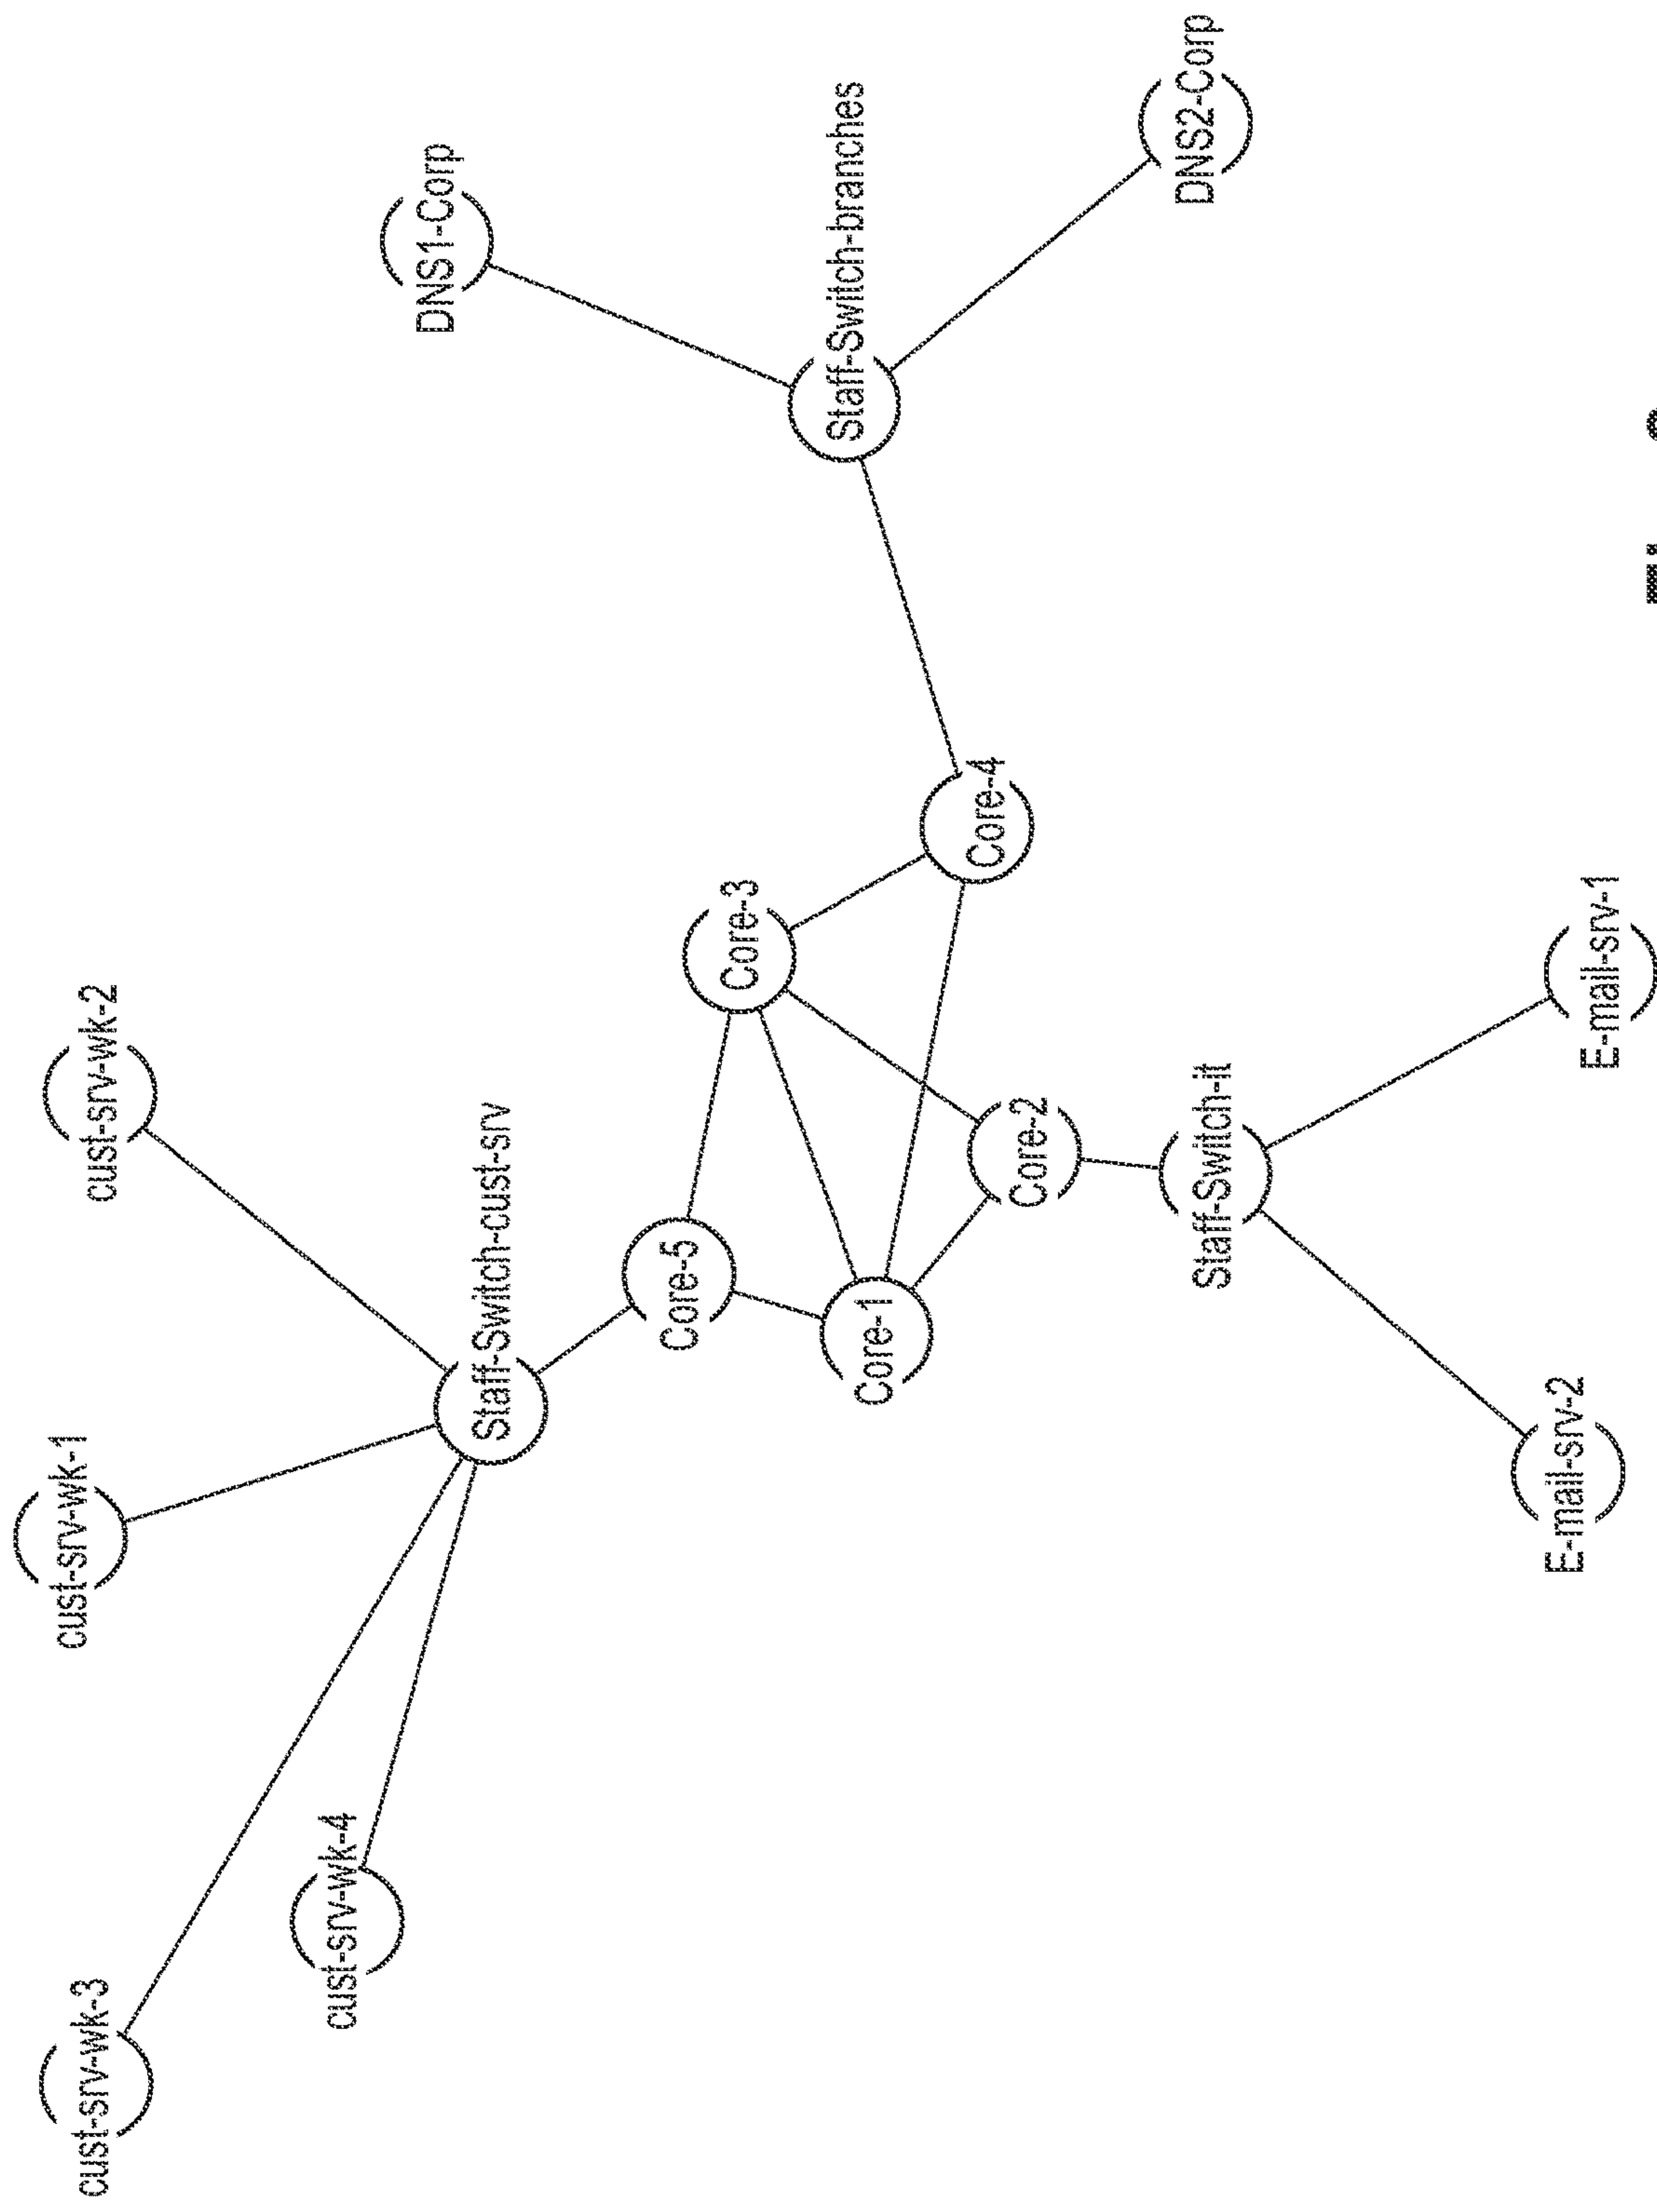 cust-srv-wk-3
cust-srv-wk-4
cust-srv-wk-1
cust-srv-wk-2
Staff-Switch-cust-srv
Core-5
Core-3
Core-1
Core-2
Core-4
Staff-Switch-it
E-mail-srv-2
E-mail-srv-1
Staff-Switch-branches
DNS1-Corp
DNS2-Corp